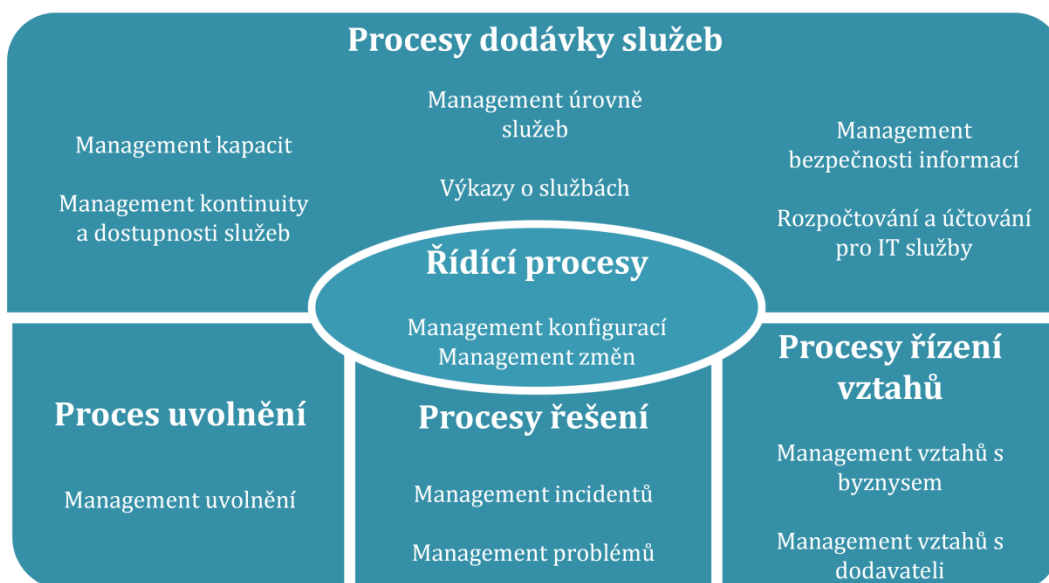 Procesy dodávky služeb
Management kapacit
Management kontinuity
a dostupnosti služeb
Management úrovně
služeb
Výkazy o službách
Management
bezpečnosti informací
Rozpočtování a účtování
pro IT služby
Řídící procesy
Management konfigurací
Management změn
Proces uvolnění
Management uvolnění
Procesy řešení
Management incidentů
Management problémů
Procesy řízení
vztahů
Management vztahů s
byznysem
Management vztahů s
dodavateli